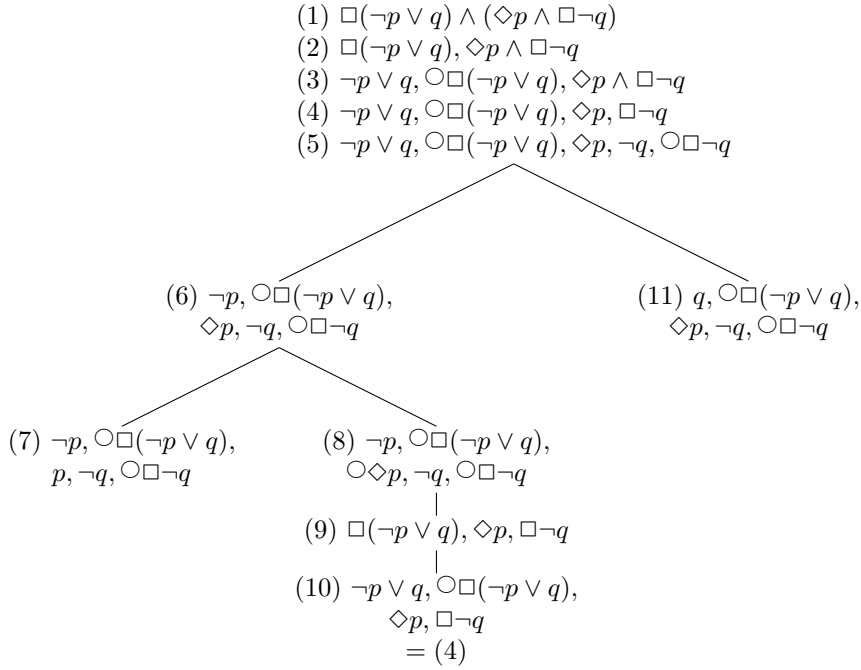 (1) □(¬p ∨ q) ∧ (◇p ∧ □¬q)
(2) □(¬p ∨ q), ◇p ∧ □¬q
(3) ¬p ∨ q, ○□(¬p ∨ q), ◇p ∧ □¬q
(4) ¬p ∨ q, ○□(¬p ∨ q), ◇p, □¬q
(5) ¬p ∨ q, ○□(¬p ∨ q), ◇p, ¬q, ○□¬q
(6) ¬p, ○□(¬p ∨ q),
◇p, ¬q, ○□¬q
(11) q, ○□(¬p ∨ q),
◇p, ¬q, ○□¬q
(7) ¬p, ○□(¬p ∨ q),
p, ¬q, ○□¬q
(8) ¬p, ○□(¬p ∨ q),
○◇p, ¬q, ○□¬q
(9) □(¬p ∨ q), ◇p, □¬q
(10) ¬p ∨ q, ○□(¬p ∨ q),
◇p, □¬q
= (4)